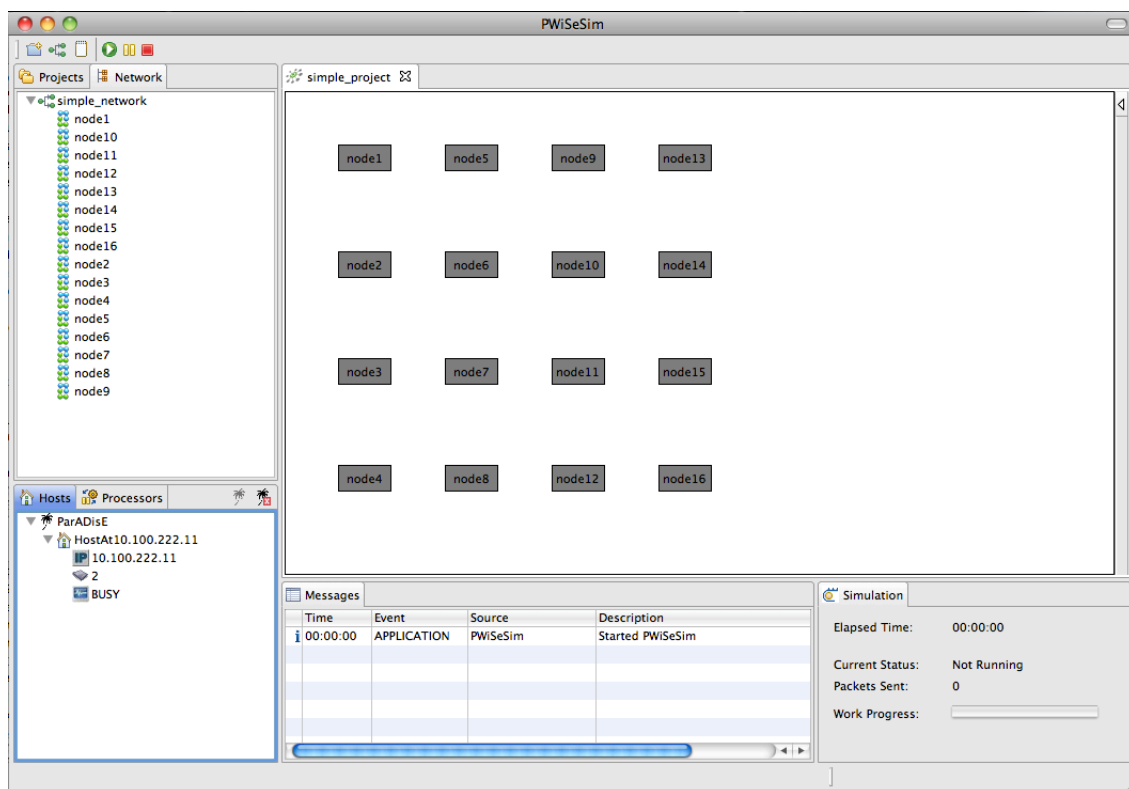 PWiSeSim
Projects Network
simple_network
node1
node10
node11
node12
node13
node14
node15
node16
node2
node3
node4
node5
node6
node7
node8
node9
simple_project
node1 node5 node9 node13
node2 node6 node10 node14
node3 node7 node11 node15
node4 node8 node12 node16
Hosts Processors
ParADisE
HostAt10.100.222.11
IP 10.100.222.11
2
BUSY
Messages
Time Event Source Description
i 00:00:00 APPLICATION PWiSeSim Started PWiSeSim
Simulation
Elapsed Time: 00:00:00
Current Status: Not Running
Packets Sent: 0
Work Progress: